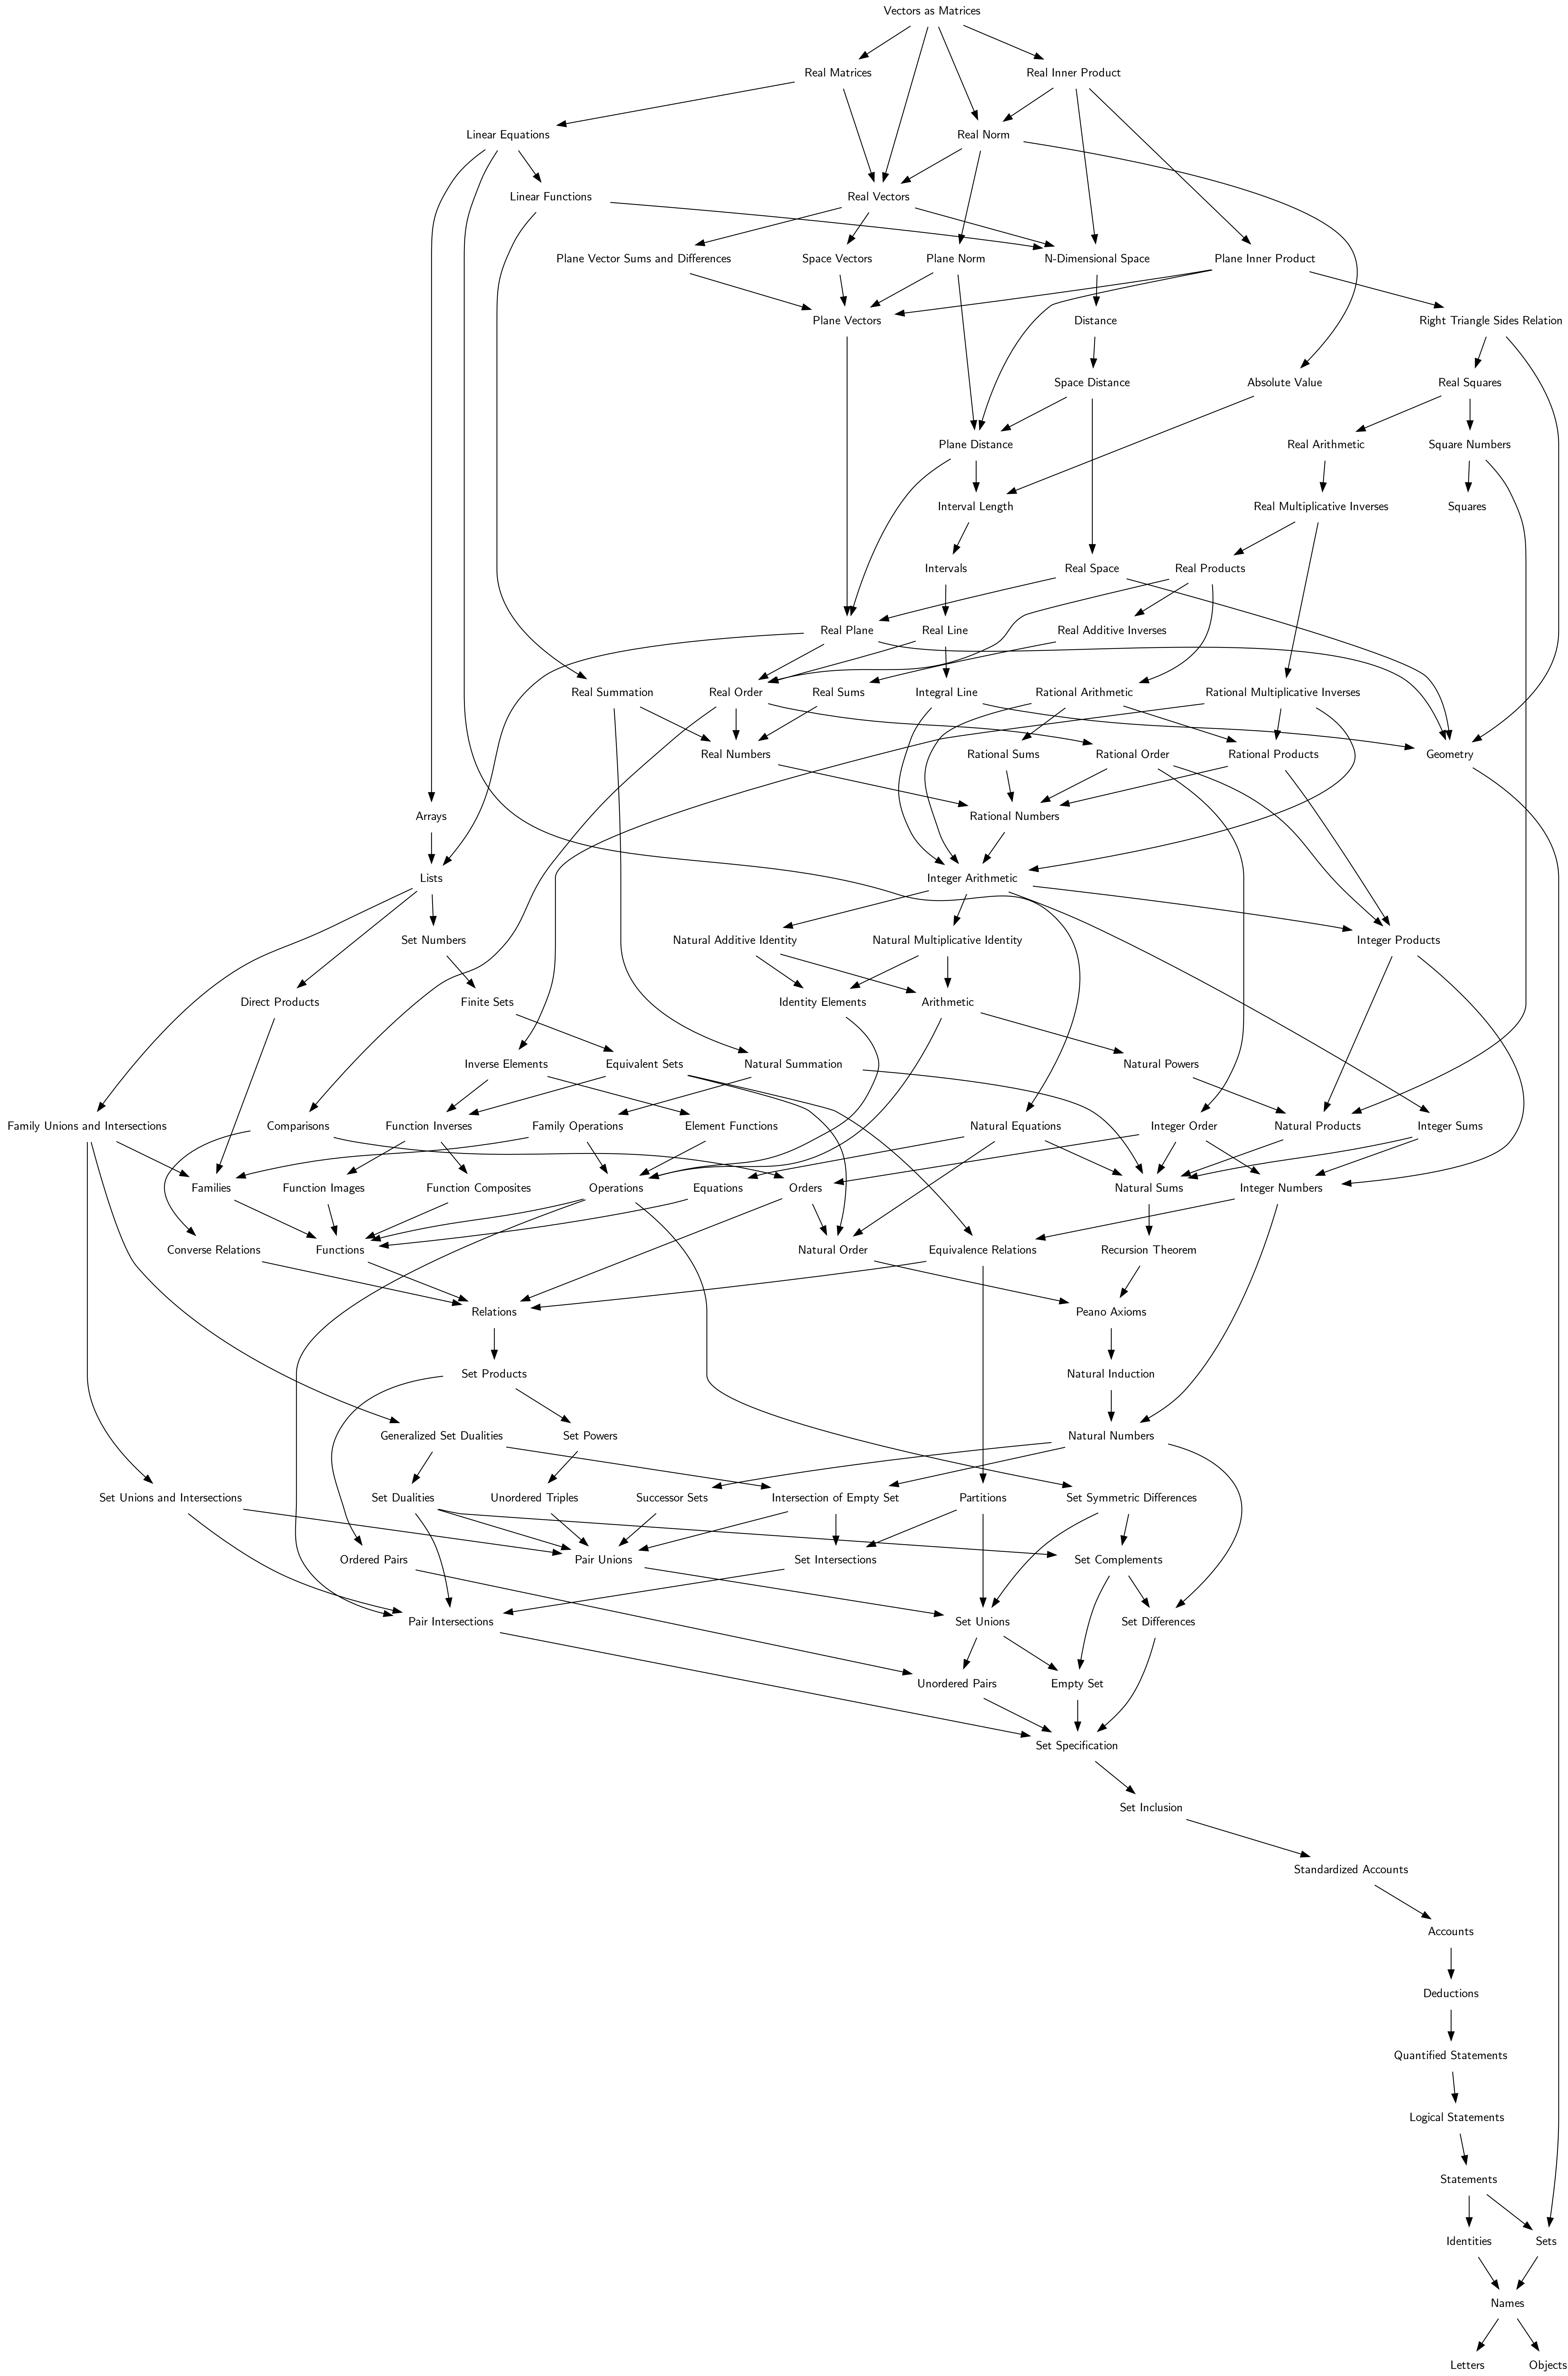 Vectors as Matrices
Real Matrices
Real Inner Product
Linear Equations
Real Norm
Linear Functions
Real Vectors
Plane Vector Sums and Differences
Space Vectors
Plane Norm
N-Dimensional Space
Plane Inner Product
Plane Vectors
Distance
Right Triangle Sides Relation
Space Distance
Absolute Value
Real Squares
Plane Distance
Real Arithmetic
Square Numbers
Interval Length
Real Multiplicative Inverses
Squares
Intervals
Real Space
Real Products
Real Plane
Real Line
Real Additive Inverses
Real Summation
Real Order
Real Sums
Integral Line
Rational Arithmetic
Rational Multiplicative Inverses
Real Numbers
Rational Sums
Rational Order
Rational Products
Geometry
Arrays
Rational Numbers
Lists
Integer Arithmetic
Set Numbers
Natural Additive Identity
Natural Multiplicative Identity
Integer Products
Direct Products
Finite Sets
Identity Elements
Arithmetic
Inverse Elements
Equivalent Sets
Natural Summation
Natural Powers
Family Unions and Intersections
Comparisons
Function Inverses
Family Operations
Element Functions
Natural Equations
Integer Order
Natural Products
Integer Sums
Families
Function Images
Function Composites
Operations
Equations
Orders
Natural Sums
Integer Numbers
Converse Relations
Functions
Natural Order
Equivalence Relations
Recursion Theorem
Relations
Peano Axioms
Set Products
Natural Induction
Generalized Set Dualities
Set Powers
Natural Numbers
Set Unions and Intersections
Set Dualities
Unordered Triples
Successor Sets
Intersection of Empty Set
Partitions
Set Symmetric Differences
Ordered Pairs
Pair Unions
Set Intersections
Set Complements
Pair Intersections
Set Unions
Set Differences
Unordered Pairs
Empty Set
Set Specification
Set Inclusion
Standardized Accounts
Accounts
Deductions
Quantified Statements
Logical Statements
Statements
Identities
Sets
Names
Letters
Objects